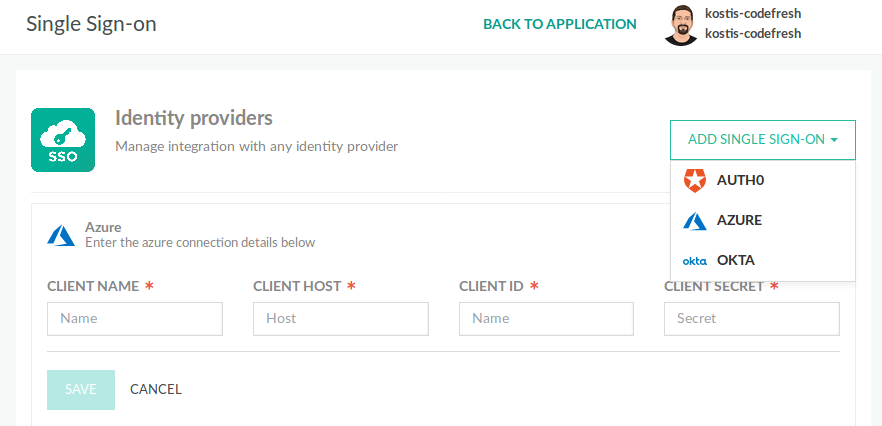 Single Sign-on
BACK TO APPLICATION
kostis-codefresh
kostis-codefresh
SSO
Identity providers
Manage integration with any identity provider
ADD SINGLE SIGN-ON
AUTH0
AZURE
okta OKTA
Azure
Enter the azure connection details below
CLIENT NAME *
CLIENT HOST *
CLIENT ID *
CLIENT SECRET *
Name
Host
Name
Secret
SAVE
CANCEL